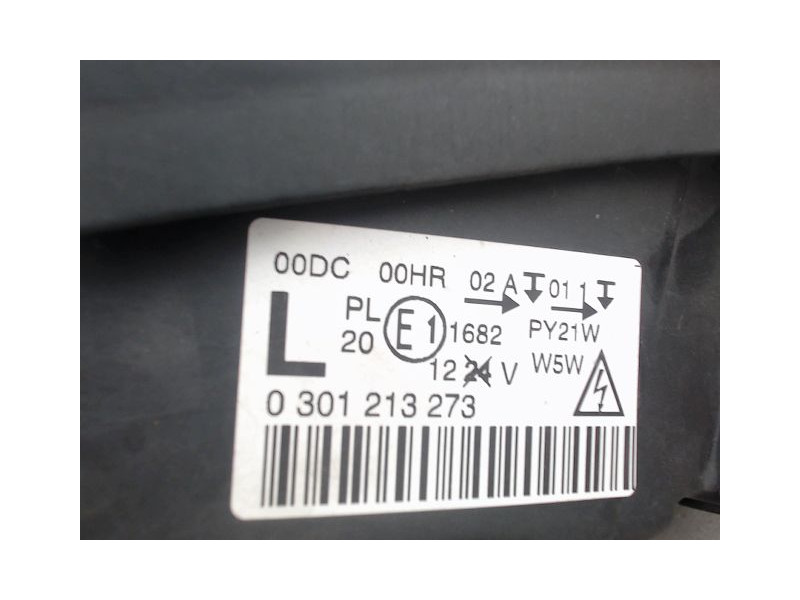 00DC 00HR 02 A 01 1
L PL 20 E1 1682 PY21W
12 24 V W5W
0 301 213 273